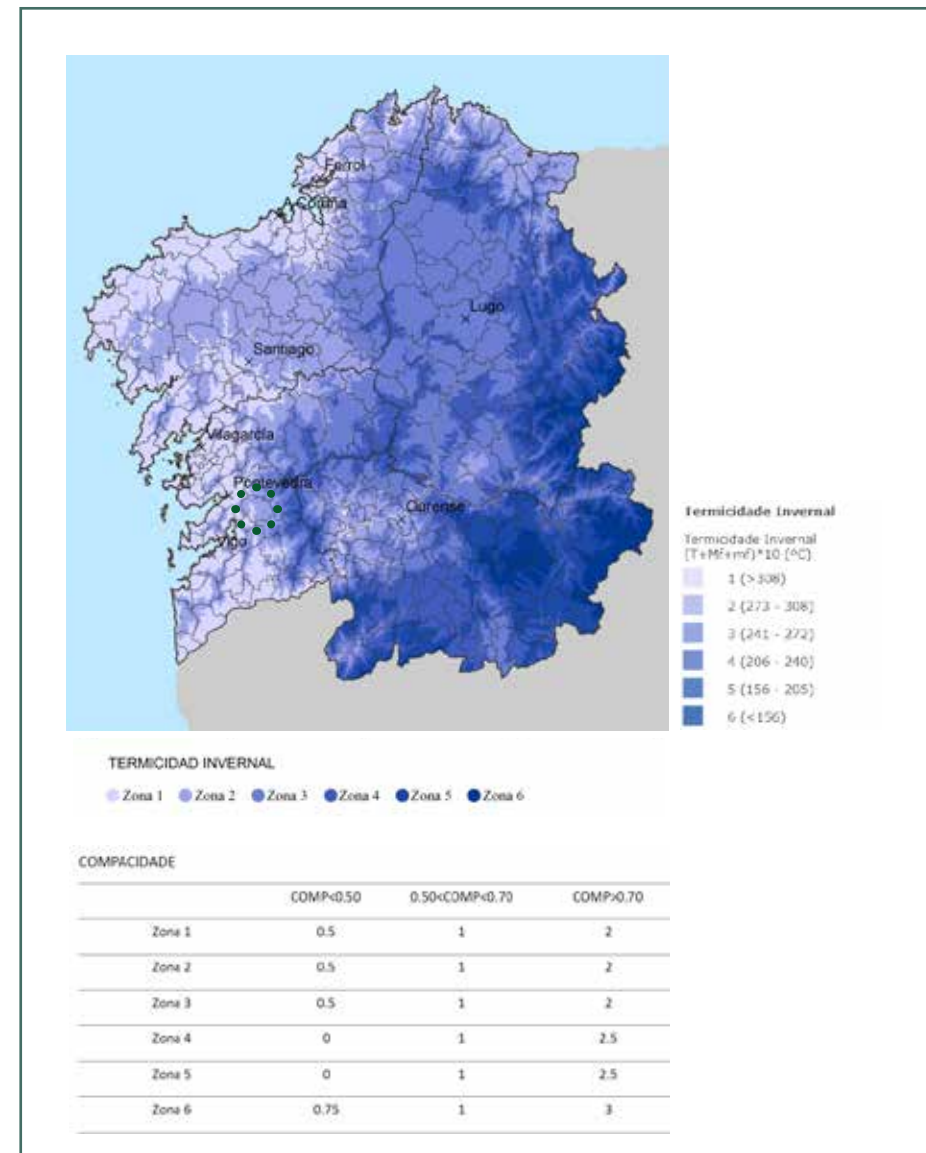 Ferrol
A Coruña
Lugo
Santiago
Vilagarcía
Pontevedra
Ourense
Vigo
Termicidade Invernal
Termicidade Invernal
(T+Mf+mf)*10 (ºC)
1 (>308)
2 (273 - 308)
3 (241 - 272)
4 (206 - 240)
5 (156 - 205)
6 (<156)
TERMICIDAD INVERNAL
Zona 1 Zona 2 Zona 3 Zona 4 Zona 5 Zona 6
COMPACIDADE
COMP<0.50 0.50<COMP<0.70 COMP>0.70
Zona 1 0.5 1 2
Zona 2 0.5 1 2
Zona 3 0.5 1 2
Zona 4 0 1 2.5
Zona 5 0 1 2.5
Zona 6 0.75 1 3